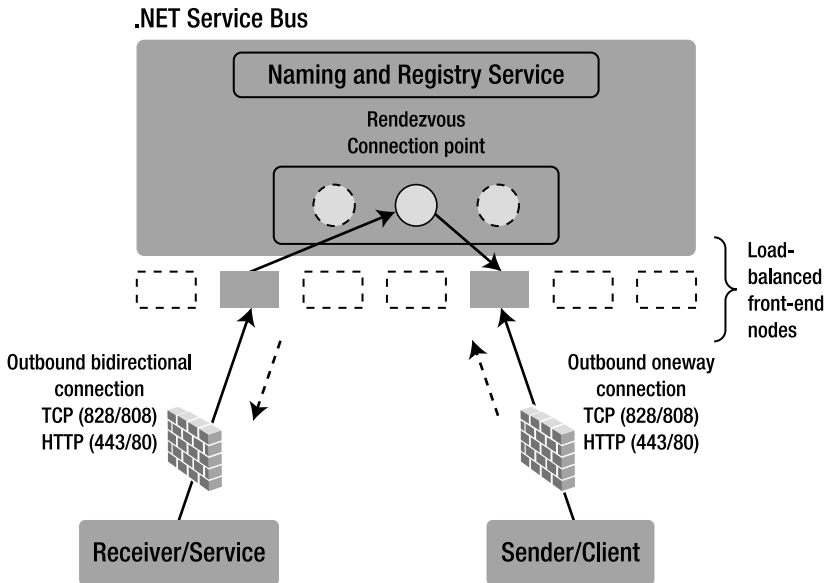 .NET Service Bus
Naming and Registry Service
Rendezvous
Connection point
Load-
balanced
front-end
nodes
Outbound bidirectional
connection
TCP (828/808)
HTTP (443/80)
Outbound oneway
connection
TCP (828/808)
HTTP (443/80)
Receiver/Service
Sender/Client